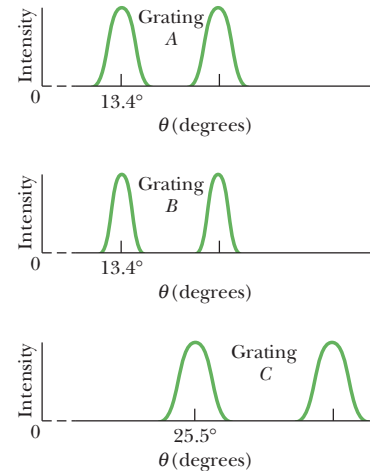 Intensity
Grating
A
0
13.4°
θ (degrees)
Intensity
Grating
B
0
13.4°
θ (degrees)
Intensity
Grating
C
0
25.5°
θ (degrees)